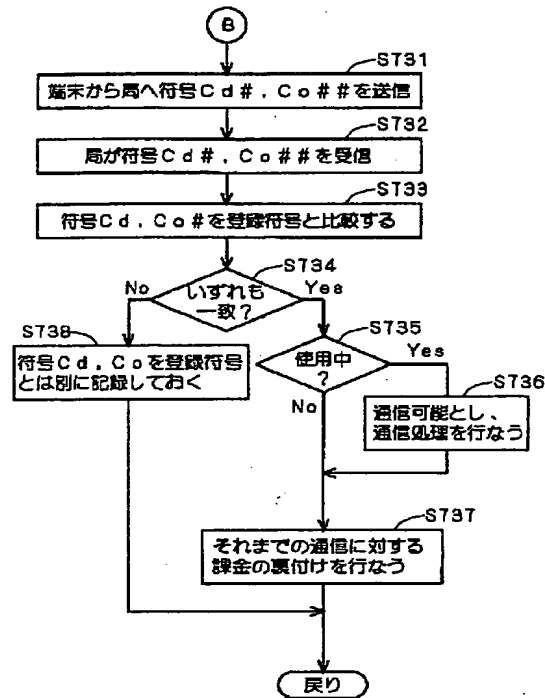 B
S731
端末から局へ符号Cd#,Co##を送信
S732
局が符号Cd#,Co##を受信
S733
符号Cd,Co#を登録符号と比較する
S734
No
いずれも
一致?
Yes
S738
符号Cd,Coを登録符号
とは別に記録しておく
S735
使用中
?
Yes
No
S736
通信可能とし、
通信処理を行なう
S737
それまでの通信に対する
課金の裏付けを行なう
戻り